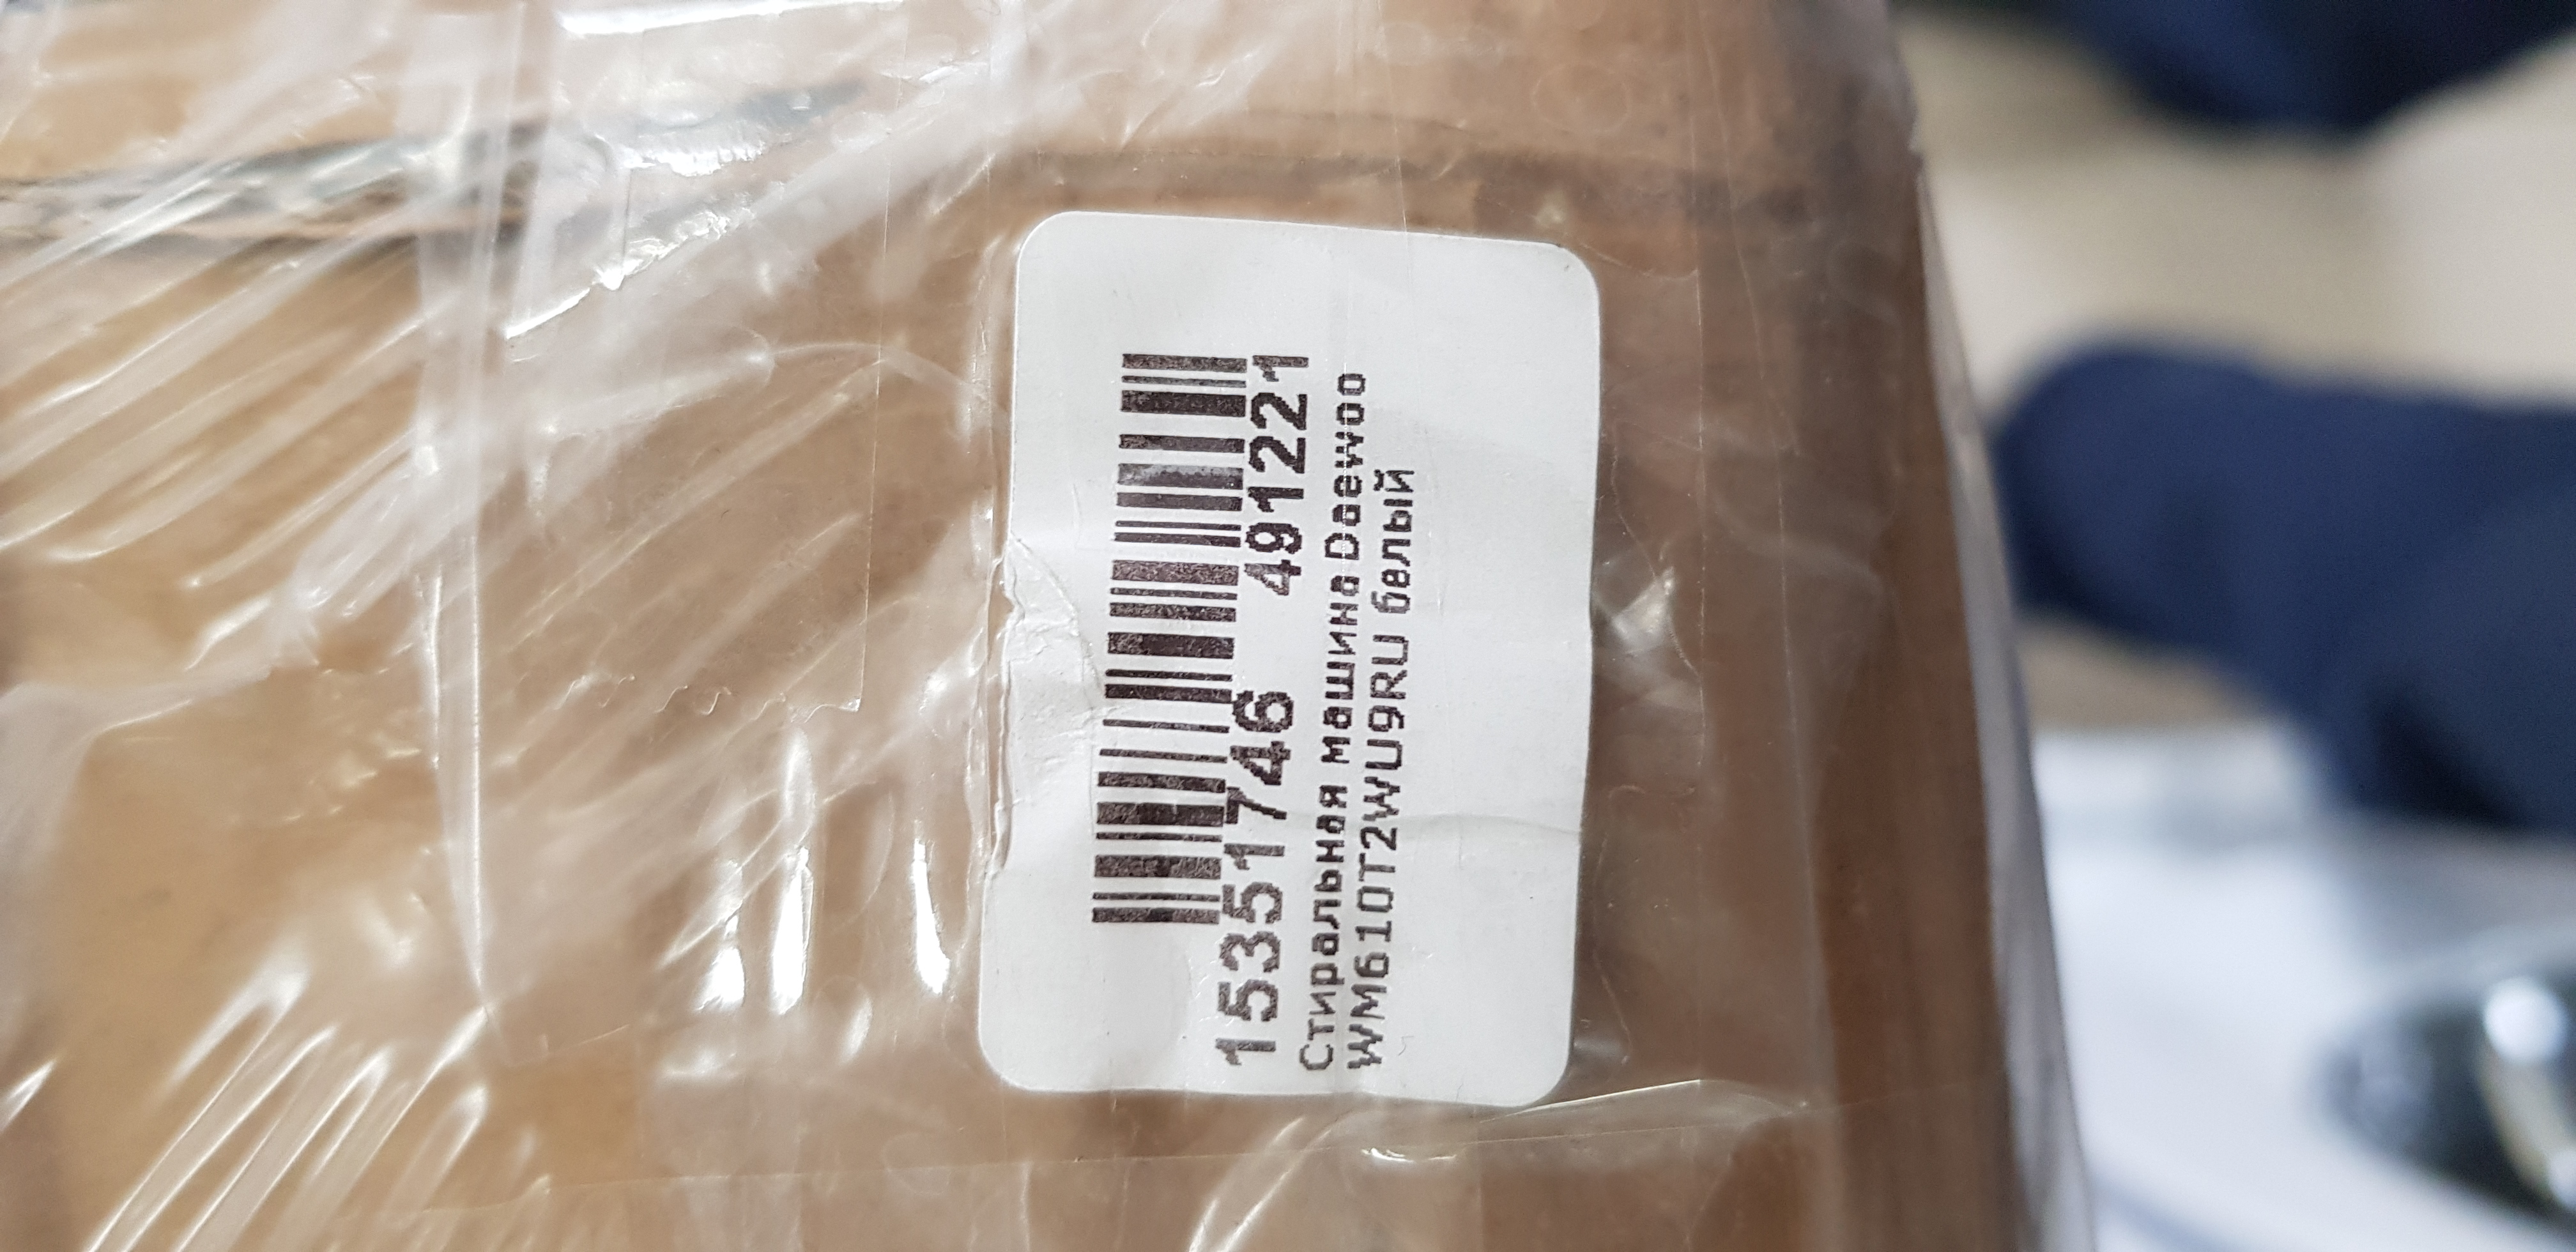 15351746 491221
Стиральная машина Daewoo
WM610T2WU9RU белый